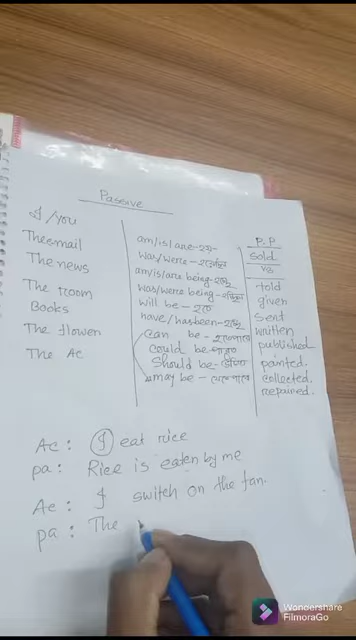 Passive
I/you
The email
The news
The room
Books
The flower
The Ac
am/is/are-
was/were-
am/is/are being-
was/were being-
will be-
have/hasbeen-
can be-
could be-
Should be-
may be-
P.P
sold
V3
told
given
Sent
written
published
painted.
collected.
repaired.
Ac: I eat rice
pa: Rice is eaten by me
Ac: I switch on the fan.
pa: The
Wondershare
FilmoraGo